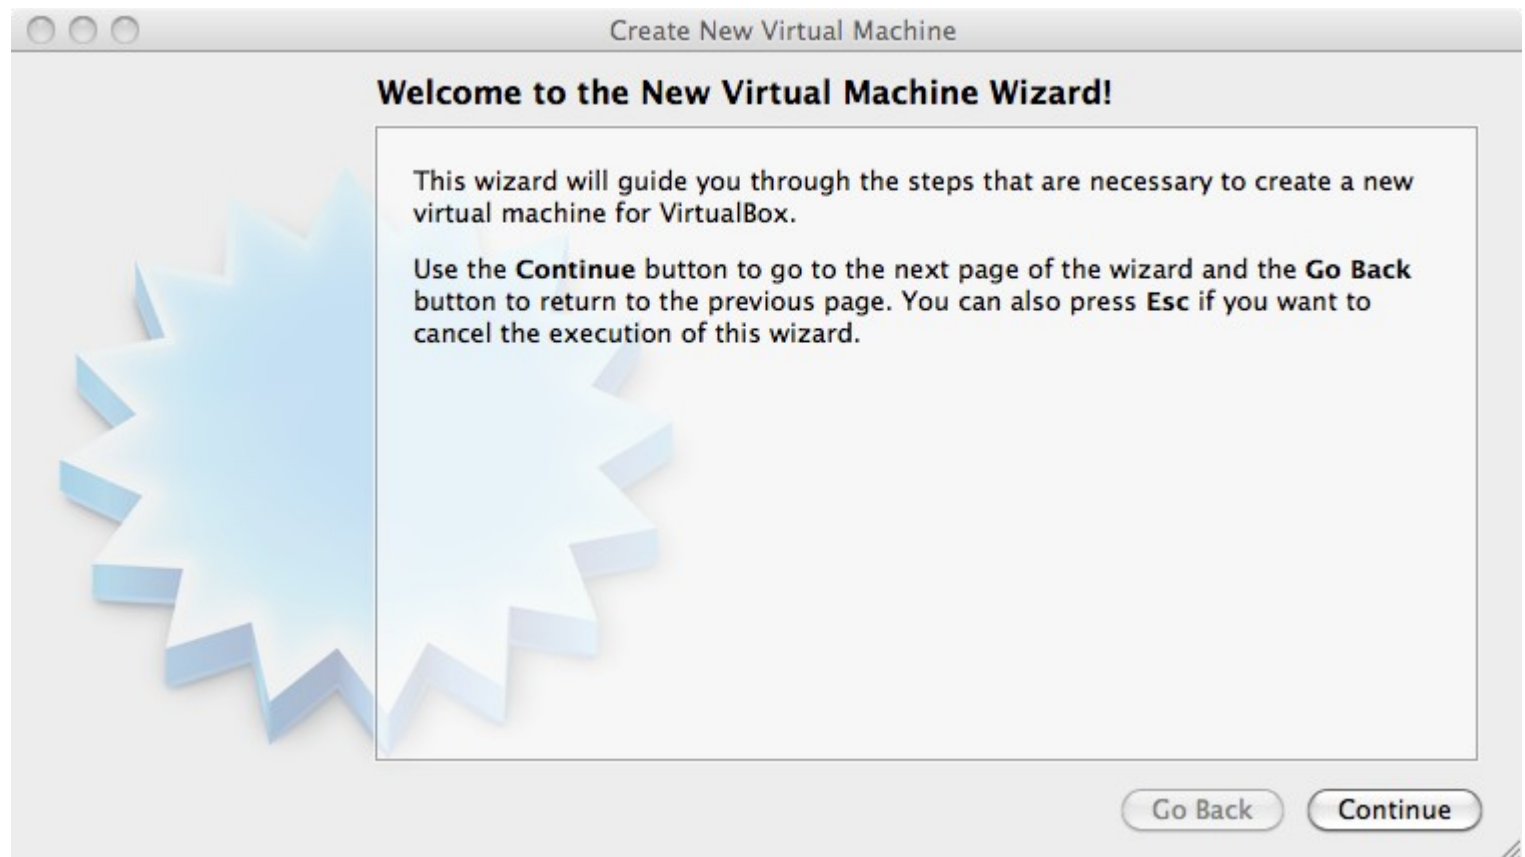 Create New Virtual Machine
Welcome to the New Virtual Machine Wizard!
This wizard will guide you through the steps that are necessary to create a new
virtual machine for VirtualBox.
Use the Continue button to go to the next page of the wizard and the Go Back
button to return to the previous page. You can also press Esc if you want to
cancel the execution of this wizard.
Go Back
Continue